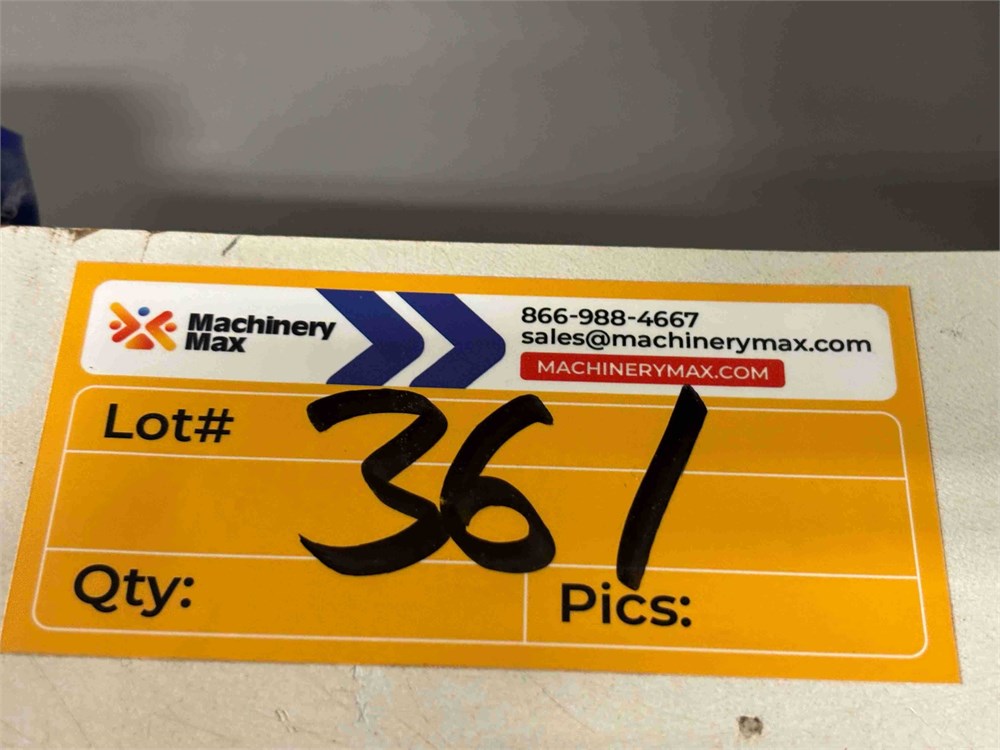 Machinery
Max
866-988-4667
sales@machinerymax.com
MACHINERYMAX.COM
Lot# 361
Qty:
Pics: